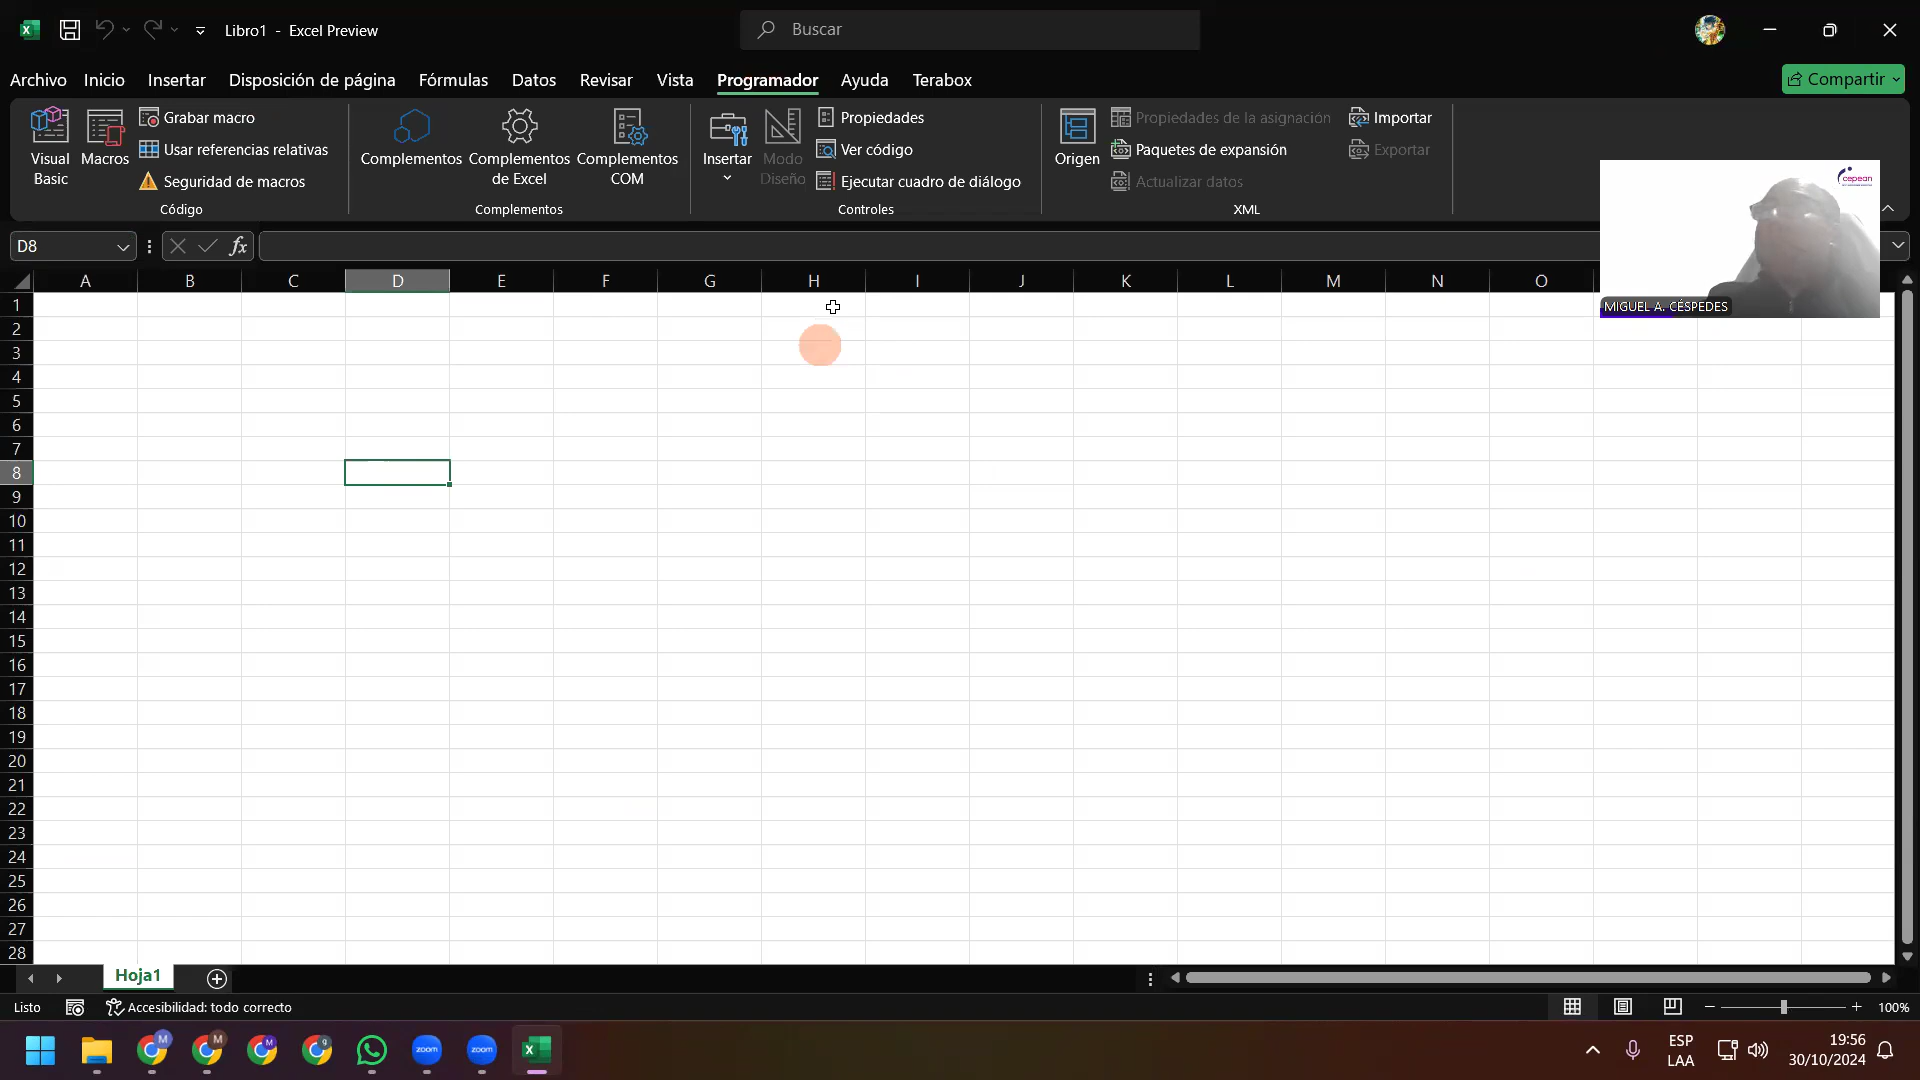 Libro1 - Excel Preview
Buscar
Archivo Inicio Insertar Disposición de página Fórmulas Datos Revisar Vista Programador Ayuda Terabox
Compartir
Visual Basic
Macros
Grabar macro
Usar referencias relativas
Seguridad de macros
Código
Complementos
Complementos de Excel
Complementos COM
Complementos
Insertar
Modo Diseño
Propiedades
Ver código
Ejecutar cuadro de diálogo
Controles
Origen
Propiedades de la asignación
Paquetes de expansión
Actualizar datos
Importar
Exportar
XML
cepean
MIGUEL A. CÉSPEDES
D8
fx
A B C D E F G H I J K L M N O
1
2
3
4
5
6
7
8
9
10
11
12
13
14
15
16
17
18
19
20
21
22
23
24
25
26
27
28
Hoja1
Listo
Accesibilidad: todo correcto
100%
M M M g zoom zoom
ESP
LAA
19:56
30/10/2024